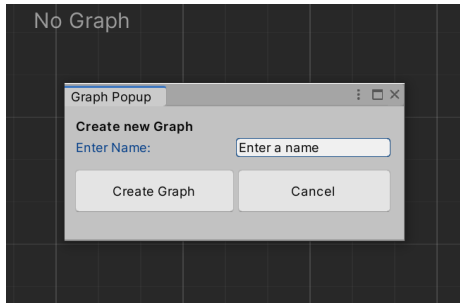 No Graph
Graph Popup
Create new Graph
Enter Name: Enter a name
Create Graph Cancel